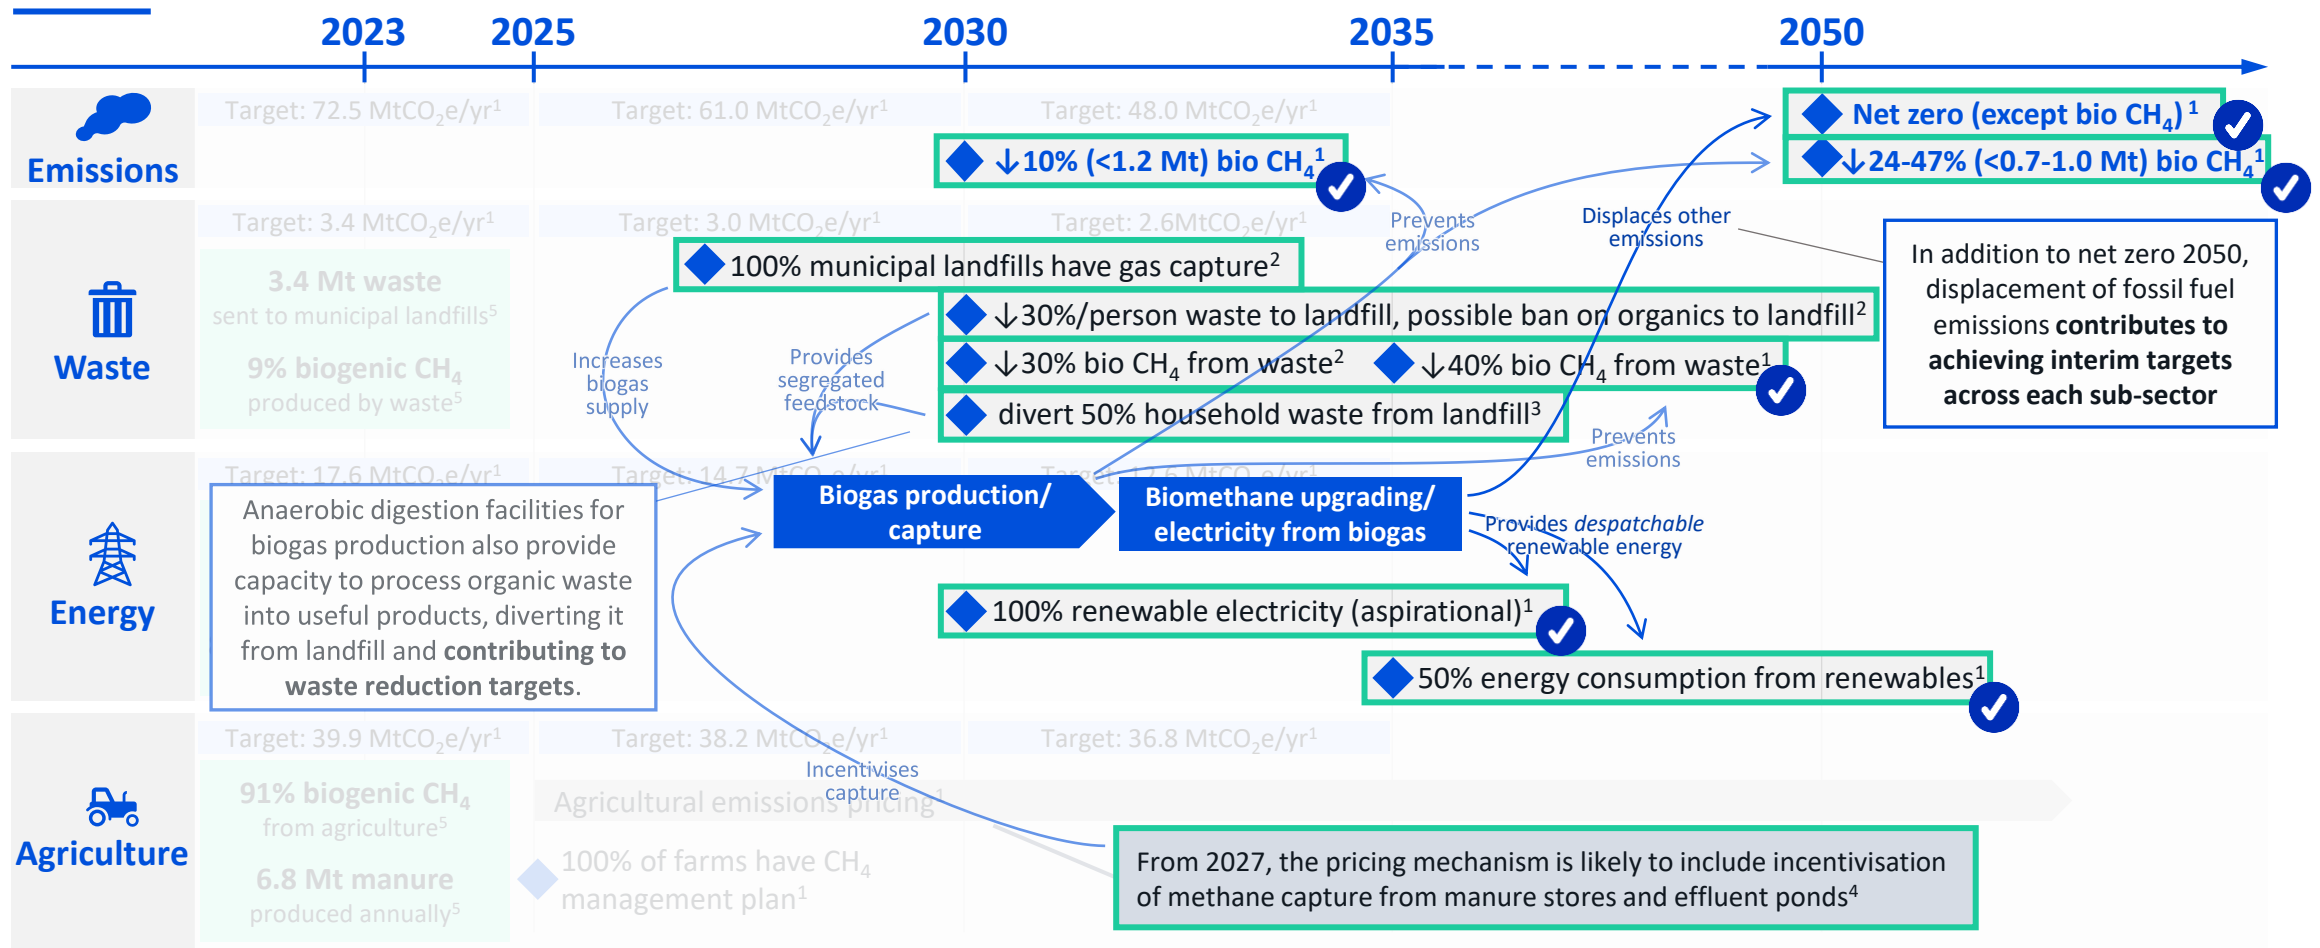 2023 2025 2030 2035 2050
Emissions
Target: 72.5 MtCO₂e/yr¹ Target: 61.0 MtCO₂e/yr¹ Target: 48.0 MtCO₂e/yr¹
Net zero (except bio CH₄)¹
↓10% (<1.2 Mt) bio CH₄¹
↓24-47% (<0.7-1.0 Mt) bio CH₄¹
Waste
Target: 3.4 MtCO₂e/yr¹ Target: 3.0 MtCO₂e/yr¹ Target: 2.6MtCO₂e/yr¹
Prevents
emissions
Displaces other
emissions
3.4 Mt waste
sent to municipal landfills⁵
9% biogenic CH₄
produced by waste⁵
100% municipal landfills have gas capture²
↓30%/person waste to landfill, possible ban on organics to landfill²
↓30% bio CH₄ from waste² ↓40% bio CH₄ from waste¹
divert 50% household waste from landfill³
Increases
biogas
supply
Provides
segregated
feedstock
Prevents
emissions
In addition to net zero 2050,
displacement of fossil fuel
emissions contributes to
achieving interim targets
across each sub-sector
Energy
Target: 17.6 MtCO₂e/yr¹ Target: 14.7 MtCO₂e/yr¹ Target: 12.6 MtCO₂e/yr¹
Anaerobic digestion facilities for
biogas production also provide
capacity to process organic waste
into useful products, diverting it
from landfill and contributing to
waste reduction targets.
Biogas production/
capture
Biomethane upgrading/
electricity from biogas
Provides despatchable
renewable energy
100% renewable electricity (aspirational)¹
50% energy consumption from renewables¹
Agriculture
Target: 39.9 MtCO₂e/yr¹ Target: 38.2 MtCO₂e/yr¹ Target: 36.8 MtCO₂e/yr¹
91% biogenic CH₄
from agriculture⁵
6.8 Mt manure
produced annually⁵
Incentivises
capture
Agricultural emissions pricing¹
100% of farms have CH₄
management plan¹
From 2027, the pricing mechanism is likely to include incentivisation
of methane capture from manure stores and effluent ponds⁴